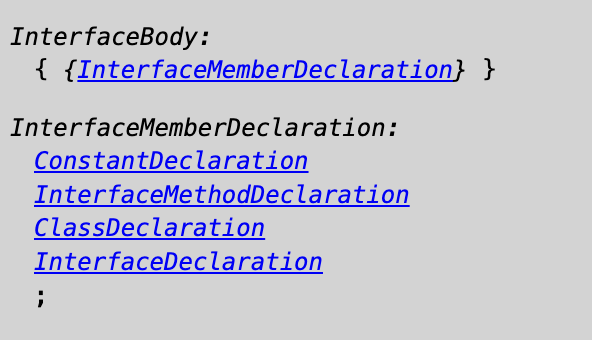 InterfaceBody:
{ {InterfaceMemberDeclaration} }
InterfaceMemberDeclaration:
ConstantDeclaration
InterfaceMethodDeclaration
ClassDeclaration
InterfaceDeclaration
;